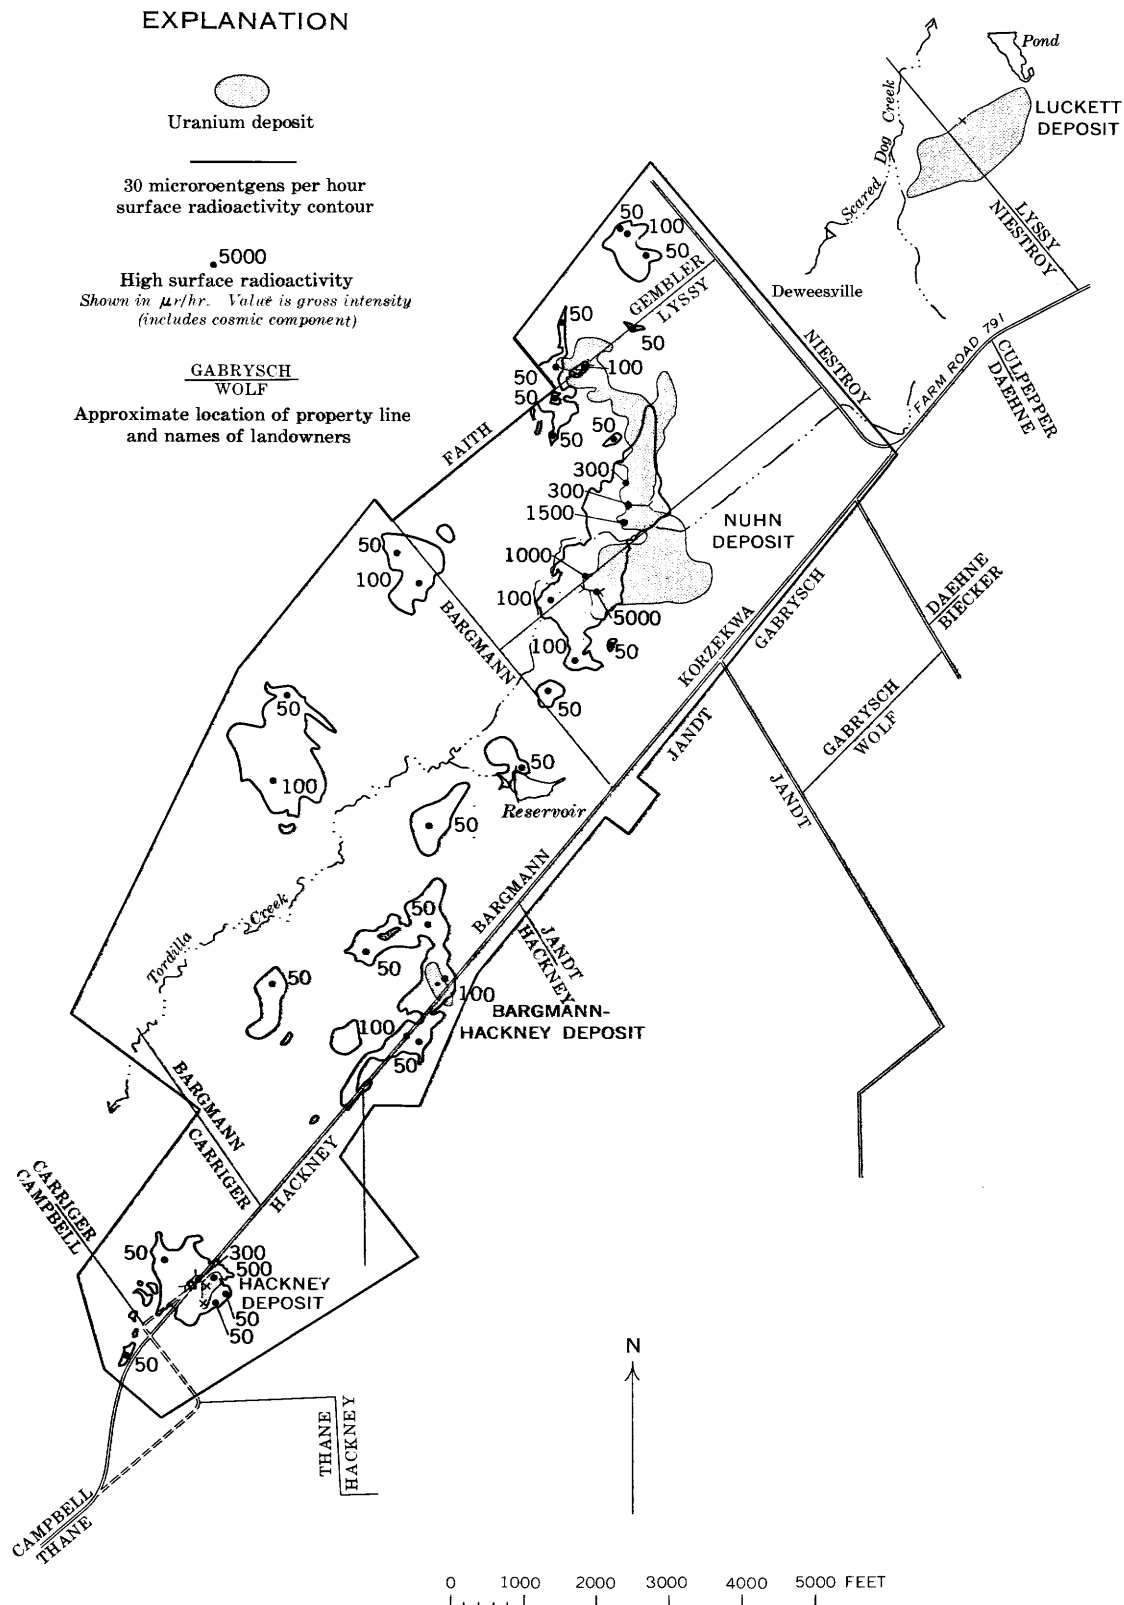 EXPLANATION
Uranium deposit
30 microroentgens per hour
surface radioactivity contour
5000
High surface radioactivity
Shown in µr/hr. Value is gross intensity
(includes cosmic component)
GABRYSCH
WOLF
Approximate location of property line
and names of landowners
Pond
LUCKETT
DEPOSIT
Scared Dog Creek
LYSSY
NIESTROY
50
100
50
GEMBLER
LYSSY
Deweesville
50
50
NIESTROY
FARM ROAD 791
CULPEPPER
DAEHNE
100
50
50
FAITH
50
50
300
300
1500
NUHN
DEPOSIT
50
100
1000
100
5000
BARGMANN
KORZEKWA
GABRYSCH
DAEHNE
BIECKER
100
50
50
GABRYSCH
WOLF
JANDT
JANDT
50
100
50
Reservoir
50
BARGMANN
Tordilla Creek
50
50
JANDT
HACKNEY
50
100
BARGMANN-
HACKNEY DEPOSIT
100
50
BARGMANN
CARRIGER
HACKNEY
CARRIGER
CAMPBELL
50
300
500
HACKNEY
DEPOSIT
50
50
50
N
THANE
HACKNEY
CAMPBELL
THANE
0 1000 2000 3000 4000 5000 FEET